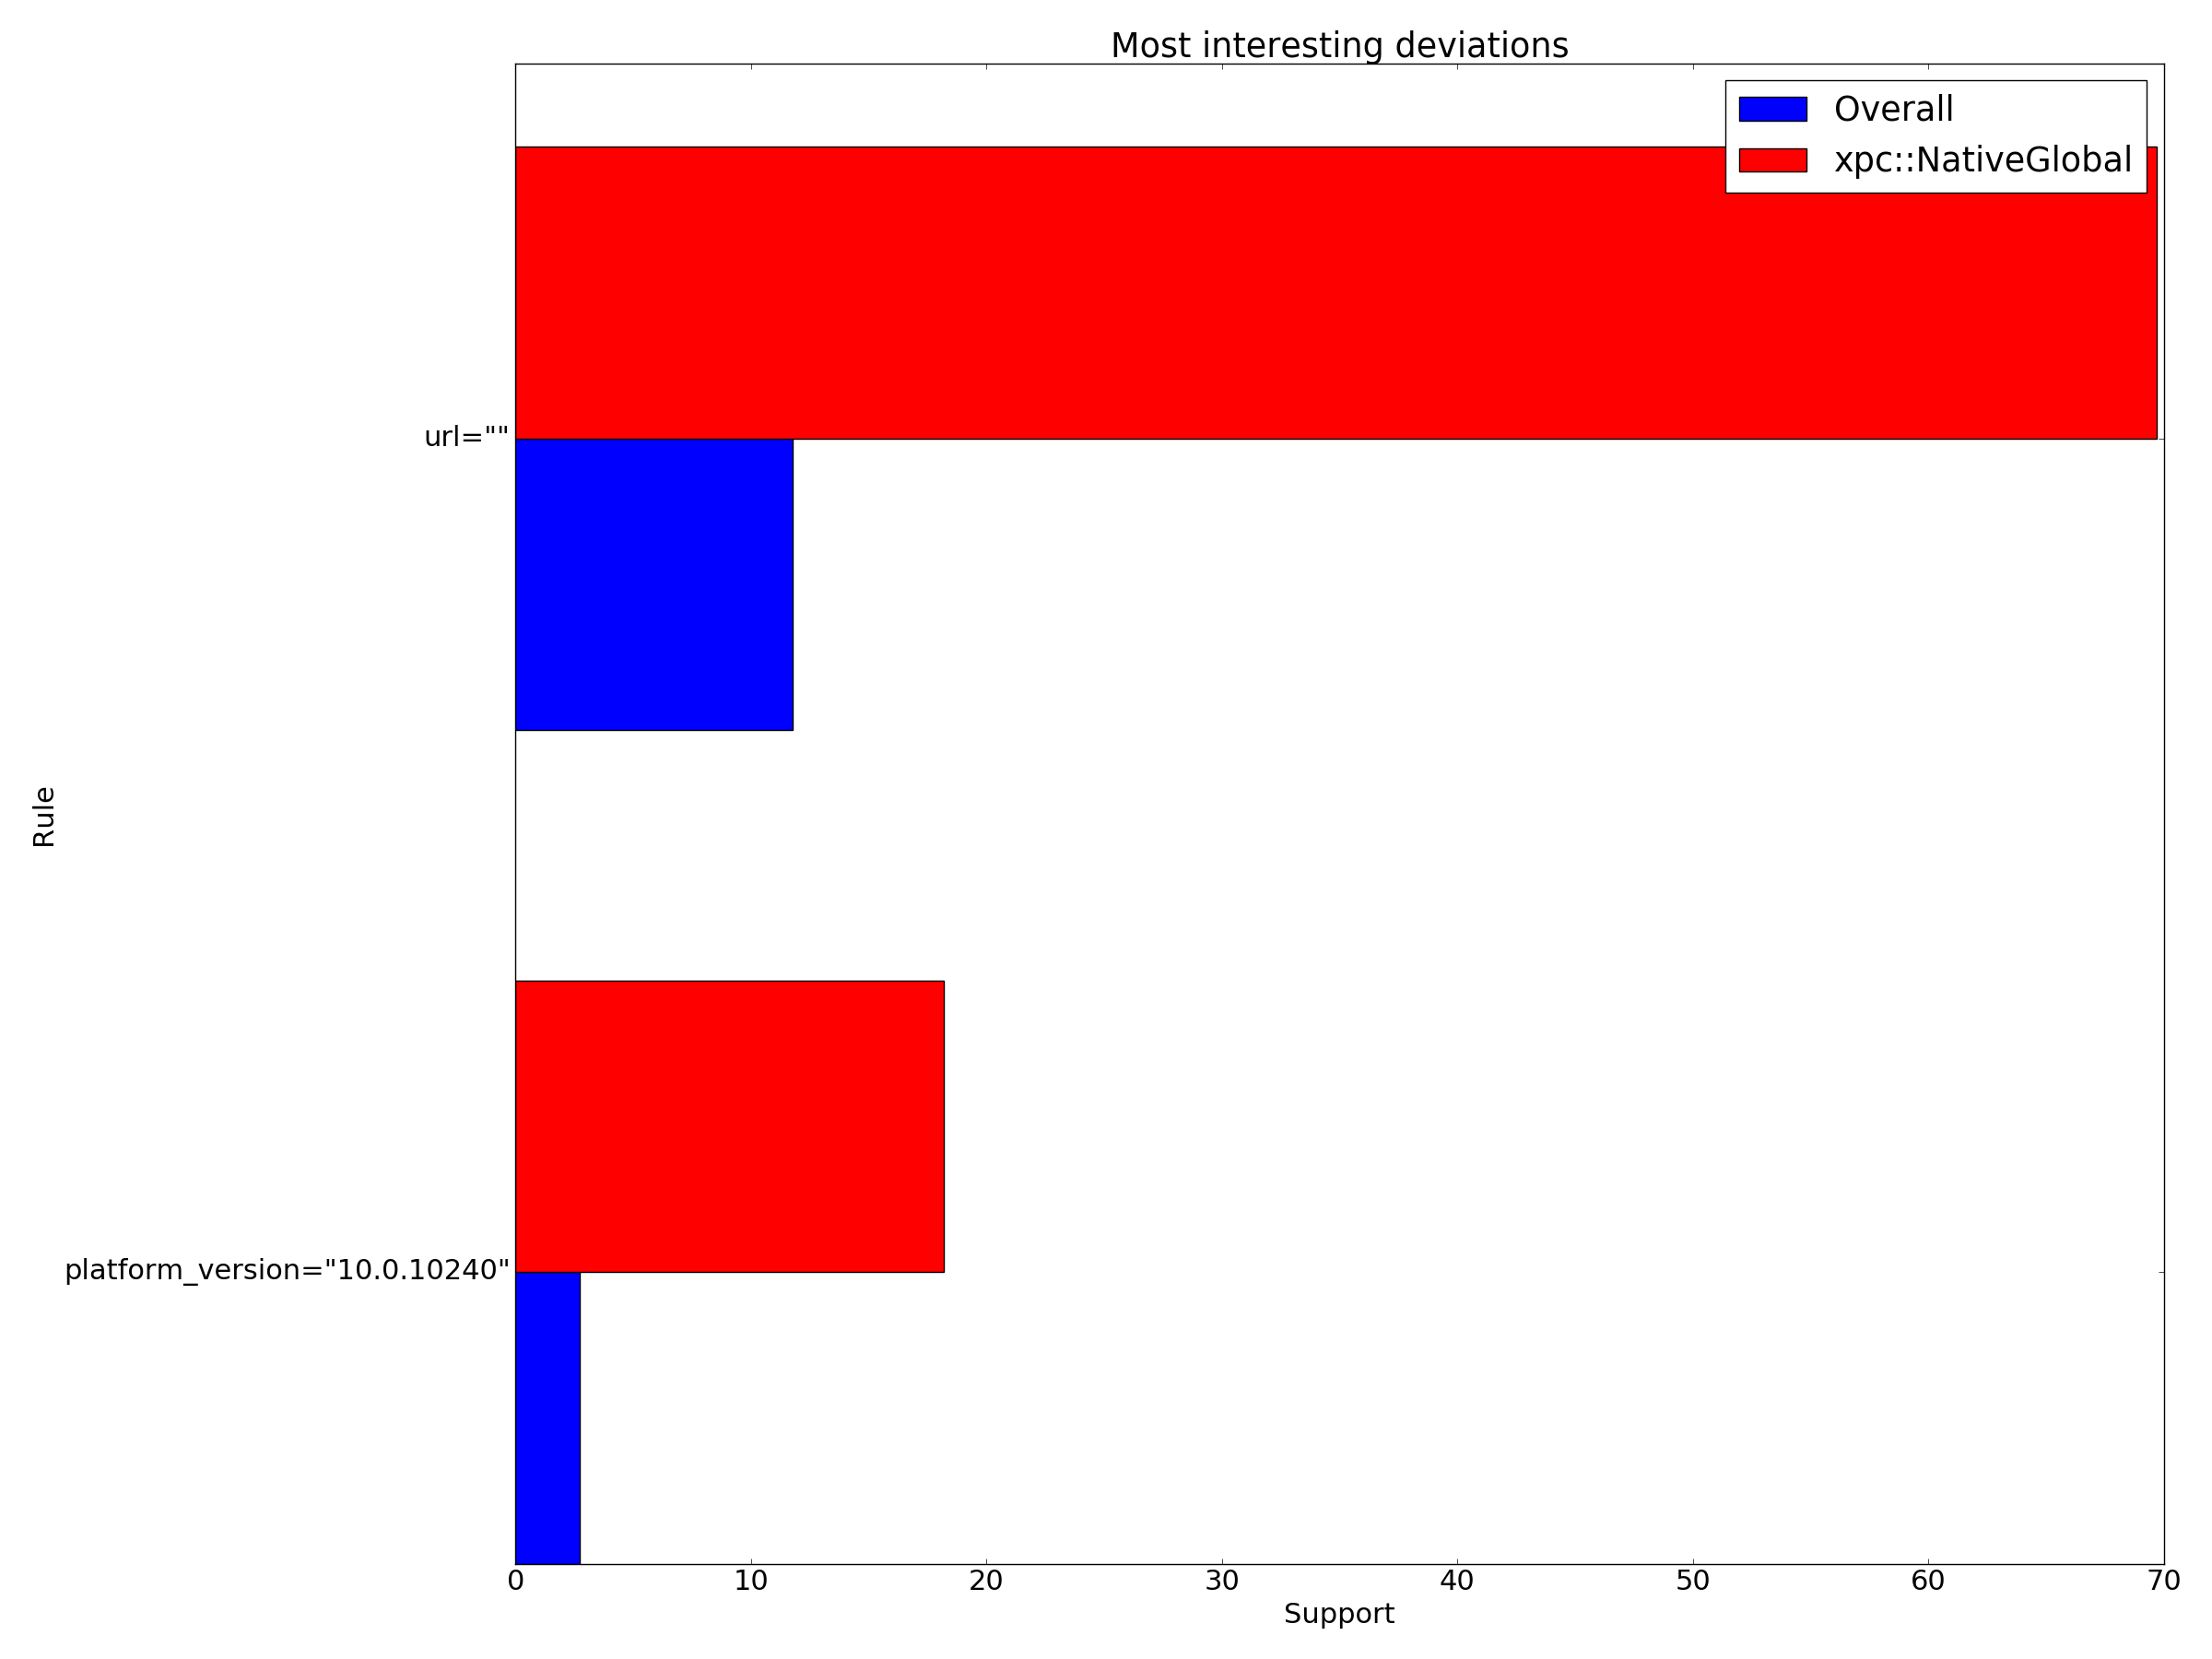 Most interesting deviations
Overall
xpc::NativeGlobal
url=""
Rule
platform_version="10.0.10240"
0 10 20 30 40 50 60 70
Support